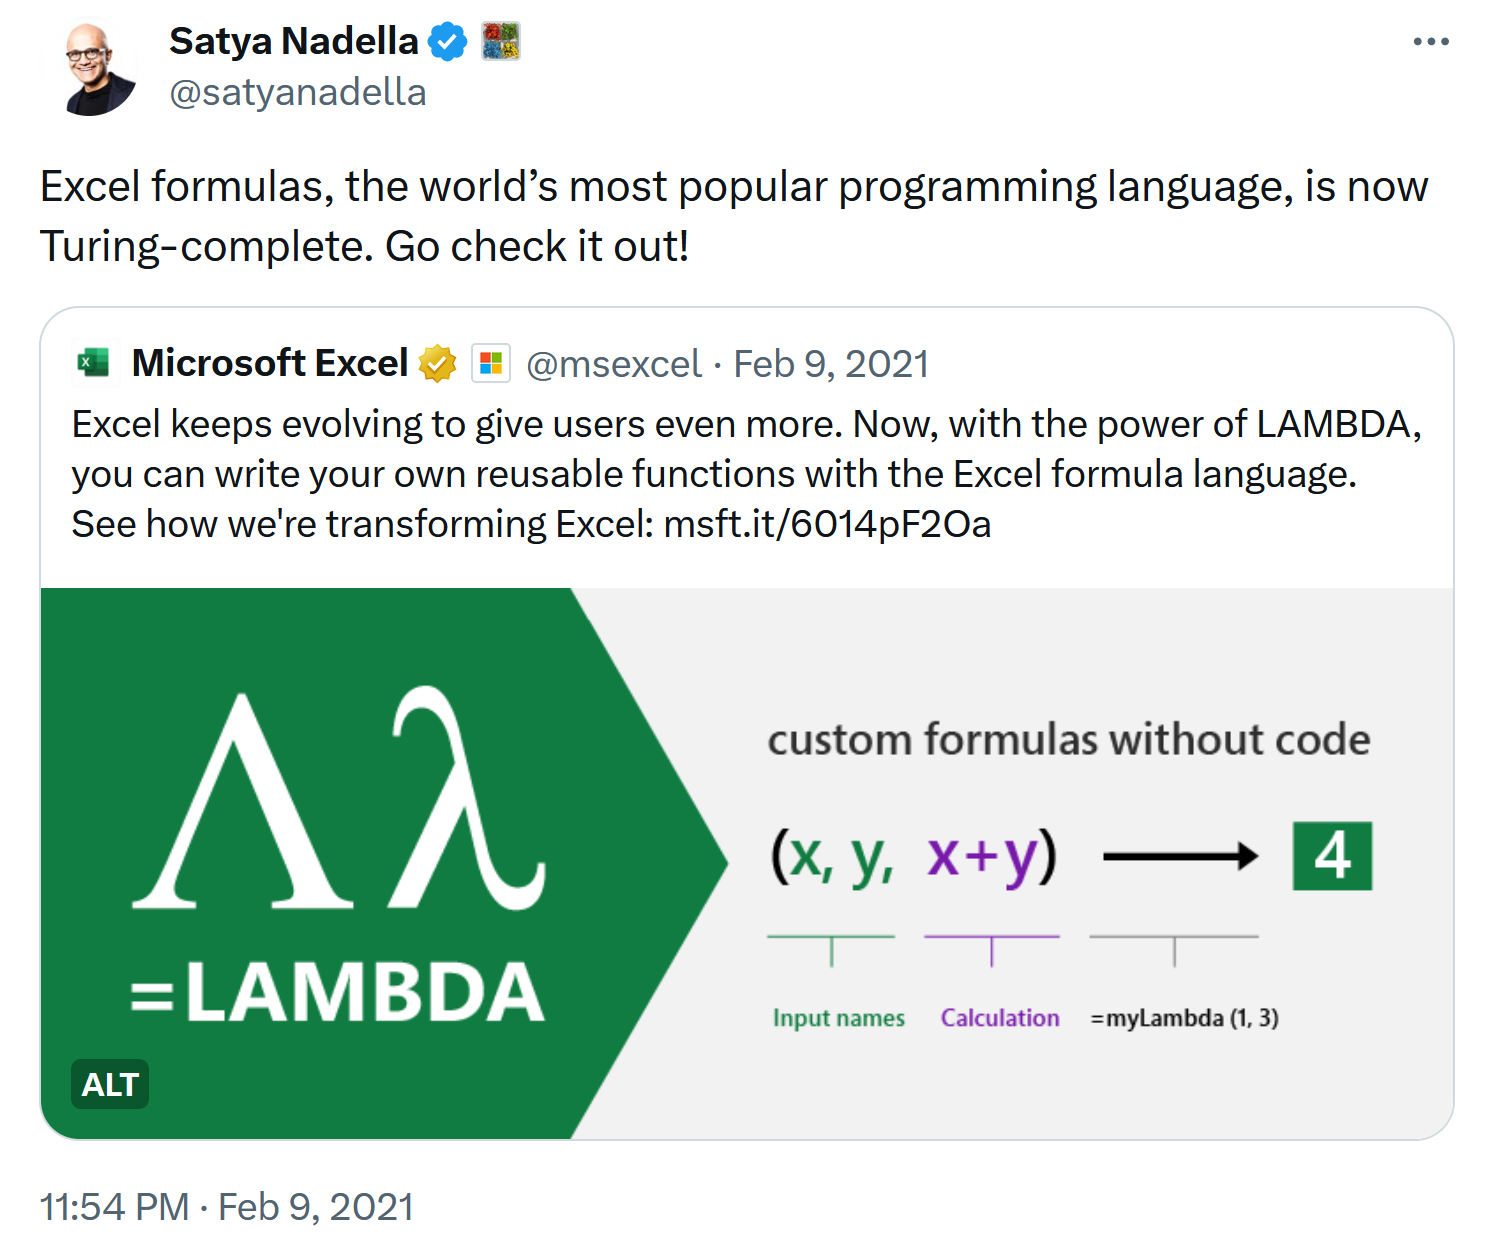 Satya Nadella
@satyanadella
Excel formulas, the world’s most popular programming language, is now
Turing-complete. Go check it out!
Microsoft Excel @msexcel · Feb 9, 2021
Excel keeps evolving to give users even more. Now, with the power of LAMBDA,
you can write your own reusable functions with the Excel formula language.
See how we're transforming Excel: msft.it/6014pF2Oa
Λλ
=LAMBDA
custom formulas without code
(x, y, x+y) 4
Input names Calculation =myLambda (1, 3)
ALT
11:54 PM · Feb 9, 2021